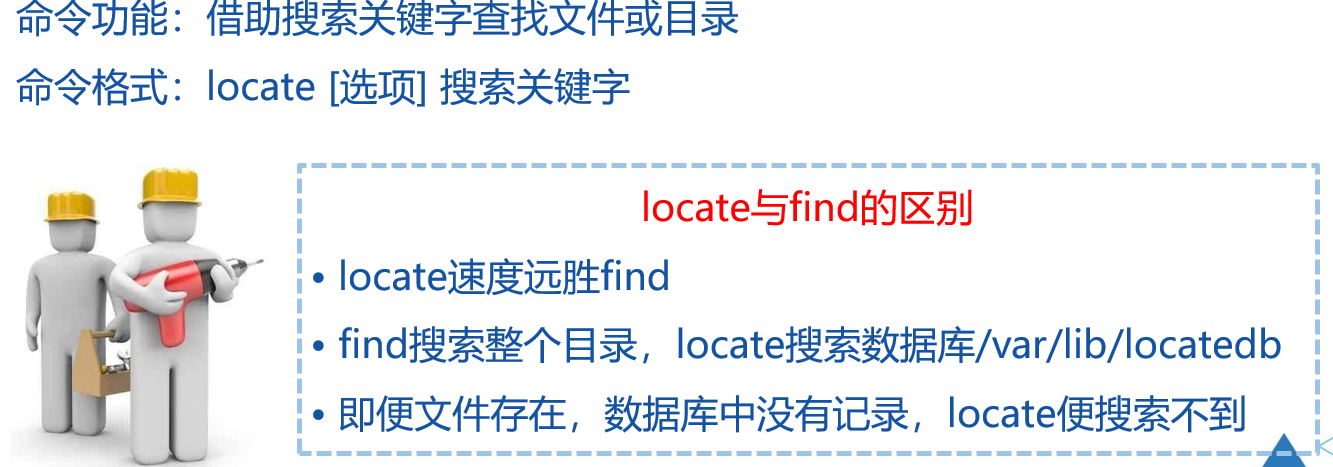 命令功能：借助搜索关键字查找文件或目录
命令格式：locate [选项] 搜索关键字
locate与find的区别
• locate速度远胜find
• find搜索整个目录，locate搜索数据库/var/lib/locatedb
• 即便文件存在，数据库中没有记录，locate便搜索不到